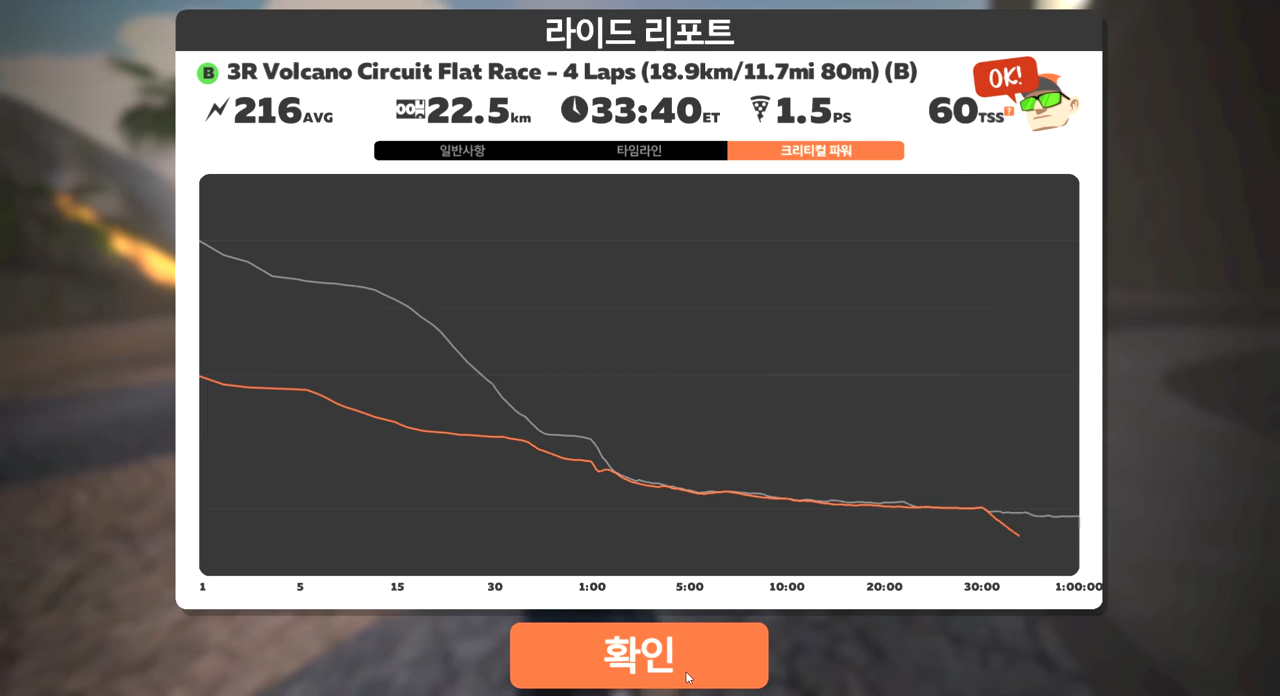 라이드 리포트
B 3R Volcano Circuit Flat Race - 4 Laps (18.9km/11.7mi 80m) (B)
OK!
216AVG 22.5km 33:40ET 1.5PS 60TSS ?
일반사항 타임라인 크리티컬 파워
1 5 15 30 1:00 5:00 10:00 20:00 30:00 1:00:00
확인